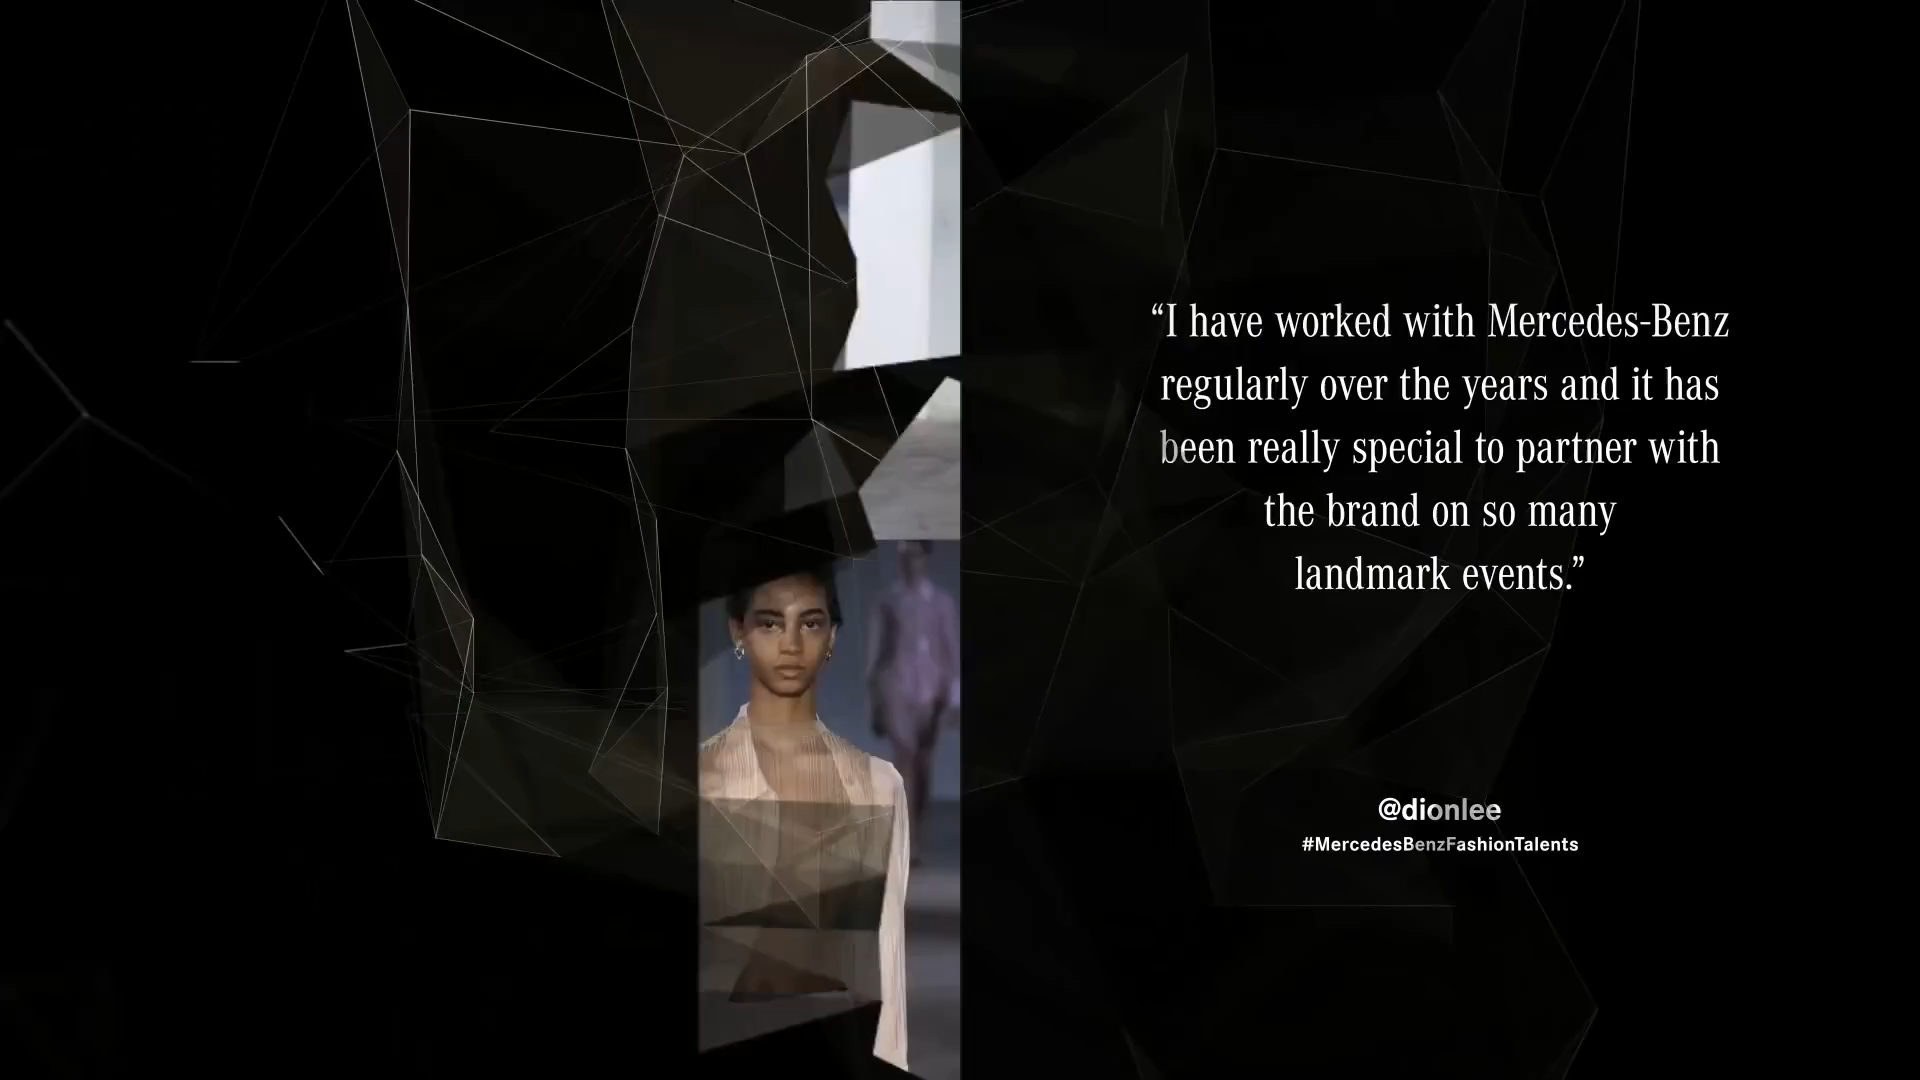 “I have worked with Mercedes-Benz
regularly over the years and it has
been really special to partner with
the brand on so many
landmark events.”
@dionlee
#MercedesBenzFashionTalents